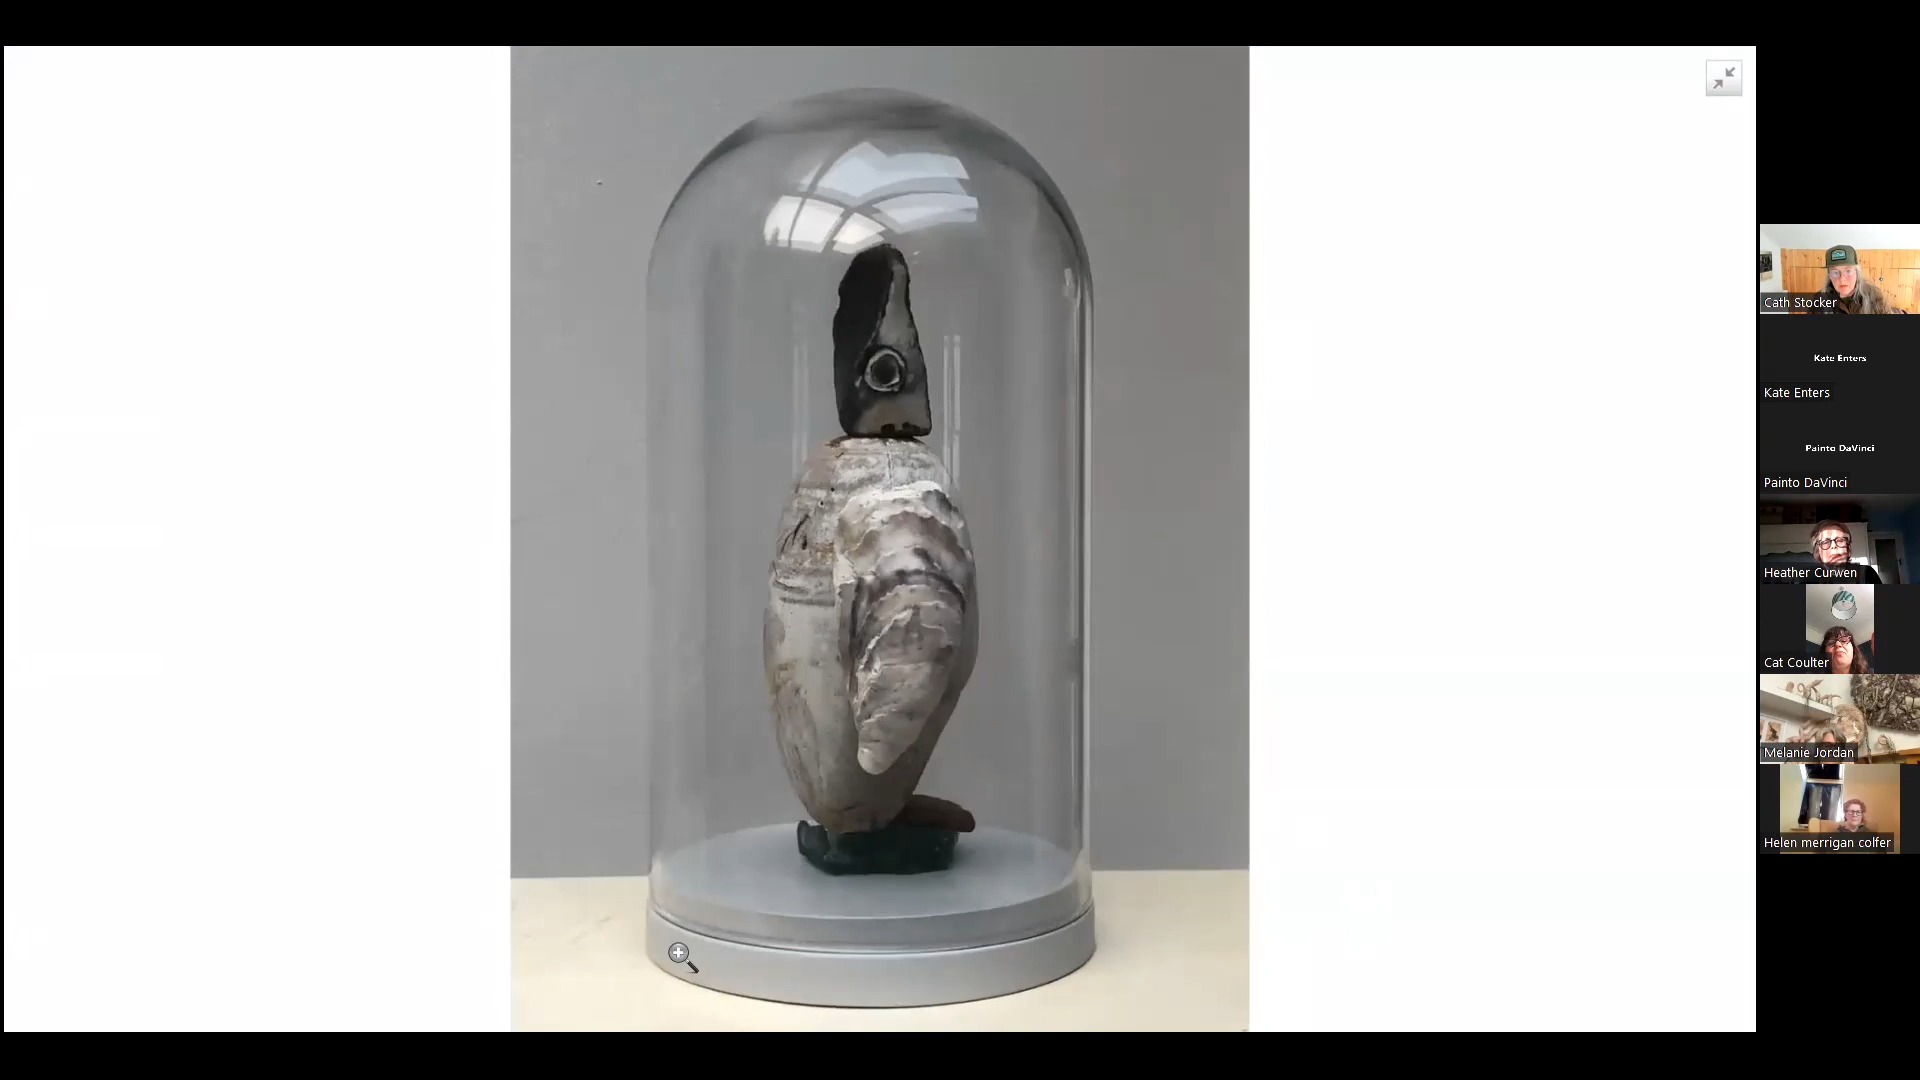 Cath Stocker
Kate Enters
Kate Enters
Painto DaVinci
Painto DaVinci
Heather Curwen
Cat Coulter
Melanie Jordan
Helen merrigan colfer